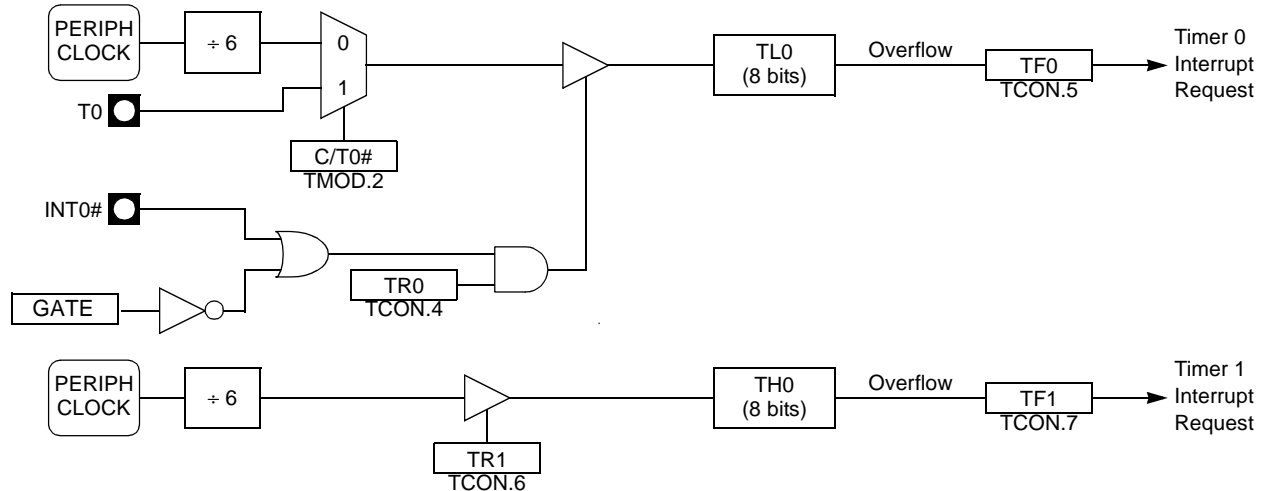 PERIPH
CLOCK
÷ 6
0
1
T0
C/T0#
TMOD.2
TL0
(8 bits)
Overflow
TF0
TCON.5
Timer 0
Interrupt
Request
INT0#
GATE
TR0
TCON.4
PERIPH
CLOCK
÷ 6
TR1
TCON.6
TH0
(8 bits)
Overflow
TF1
TCON.7
Timer 1
Interrupt
Request